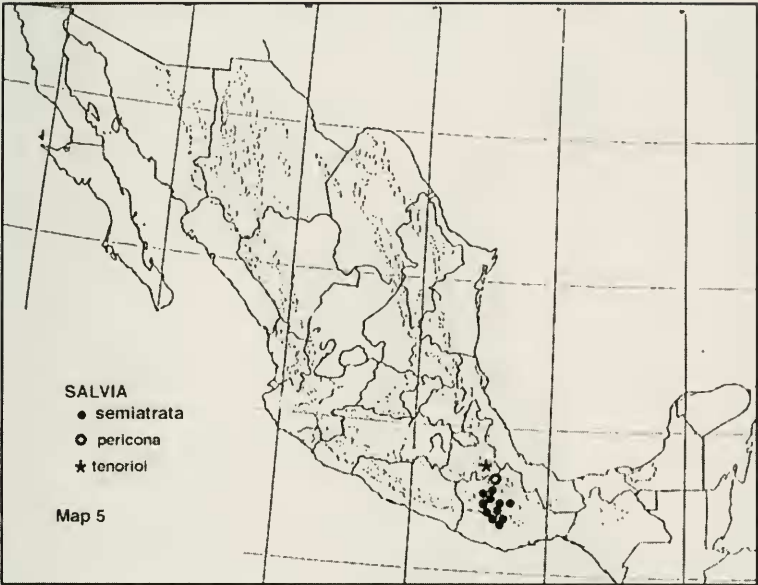 SALVIA
● semiatrata
✪ pericona
★ tenorioi
Map 5